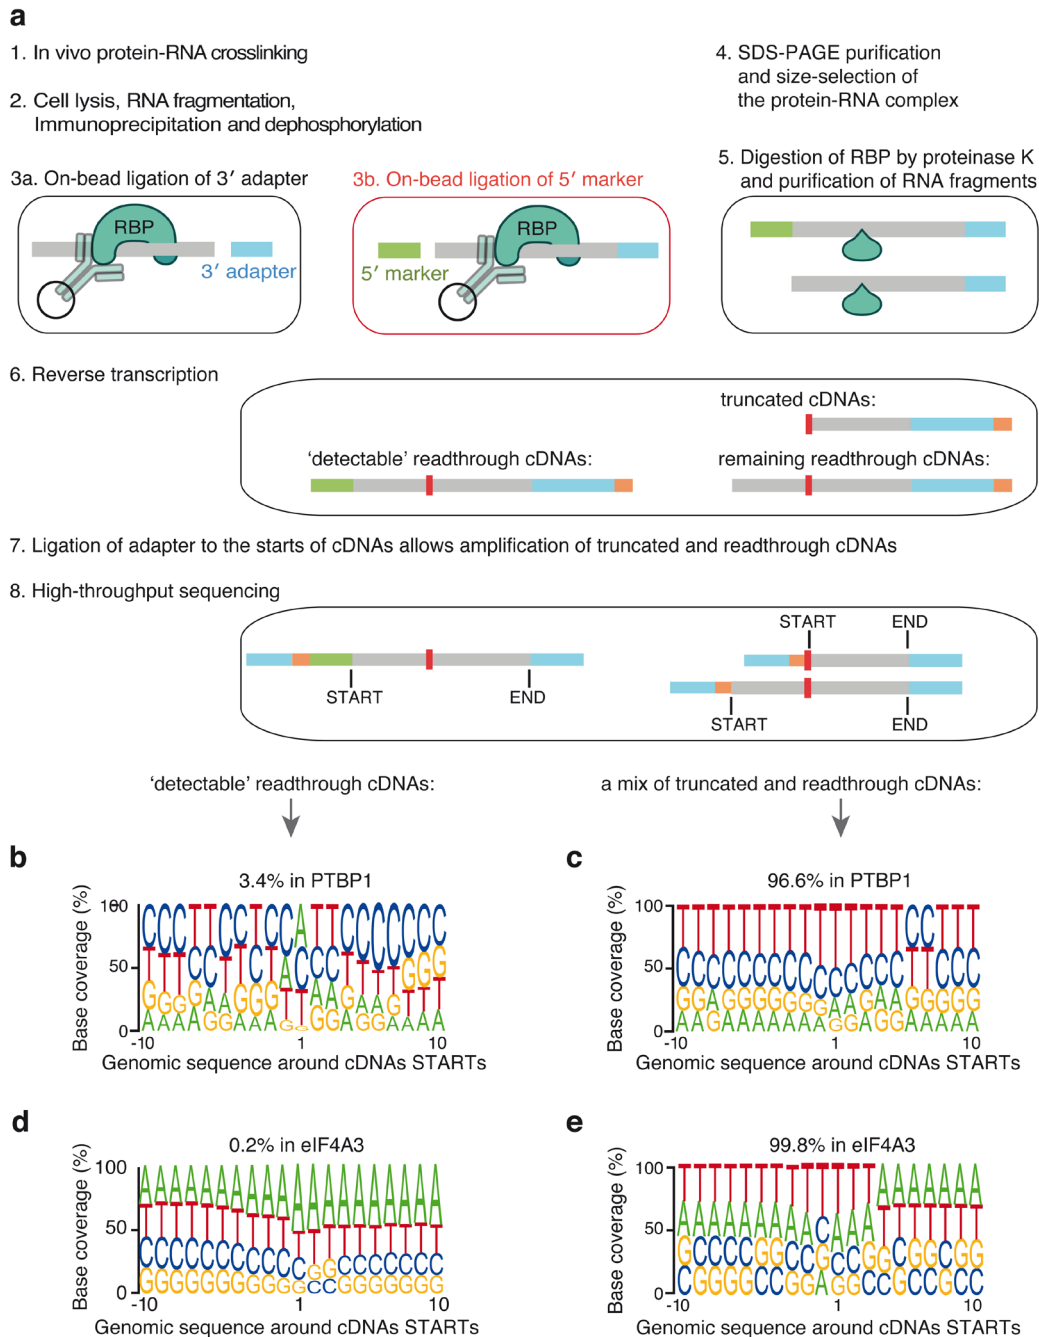 a
1. In vivo protein-RNA crosslinking
2. Cell lysis, RNA fragmentation,
Immunoprecipitation and dephosphorylation
3a. On-bead ligation of 3′ adapter
RBP
3′ adapter
3b. On-bead ligation of 5′ marker
RBP
5′ marker
4. SDS-PAGE purification
and size-selection of
the protein-RNA complex
5. Digestion of RBP by proteinase K
and purification of RNA fragments
6. Reverse transcription
truncated cDNAs:
‘detectable’ readthrough cDNAs:
remaining readthrough cDNAs:
7. Ligation of adapter to the starts of cDNAs allows amplification of truncated and readthrough cDNAs
8. High-throughput sequencing
START END
START END
START END
‘detectable’ readthrough cDNAs:
a mix of truncated and readthrough cDNAs:
b
3.4% in PTBP1
Base coverage (%)
100
50
0
-10 1 10
Genomic sequence around cDNAs STARTs
c
96.6% in PTBP1
Base coverage (%)
100
50
0
-10 1 10
Genomic sequence around cDNAs STARTs
d
0.2% in eIF4A3
Base coverage (%)
100
50
0
-10 1 10
Genomic sequence around cDNAs STARTs
e
99.8% in eIF4A3
Base coverage (%)
100
50
0
-10 1 10
Genomic sequence around cDNAs STARTs